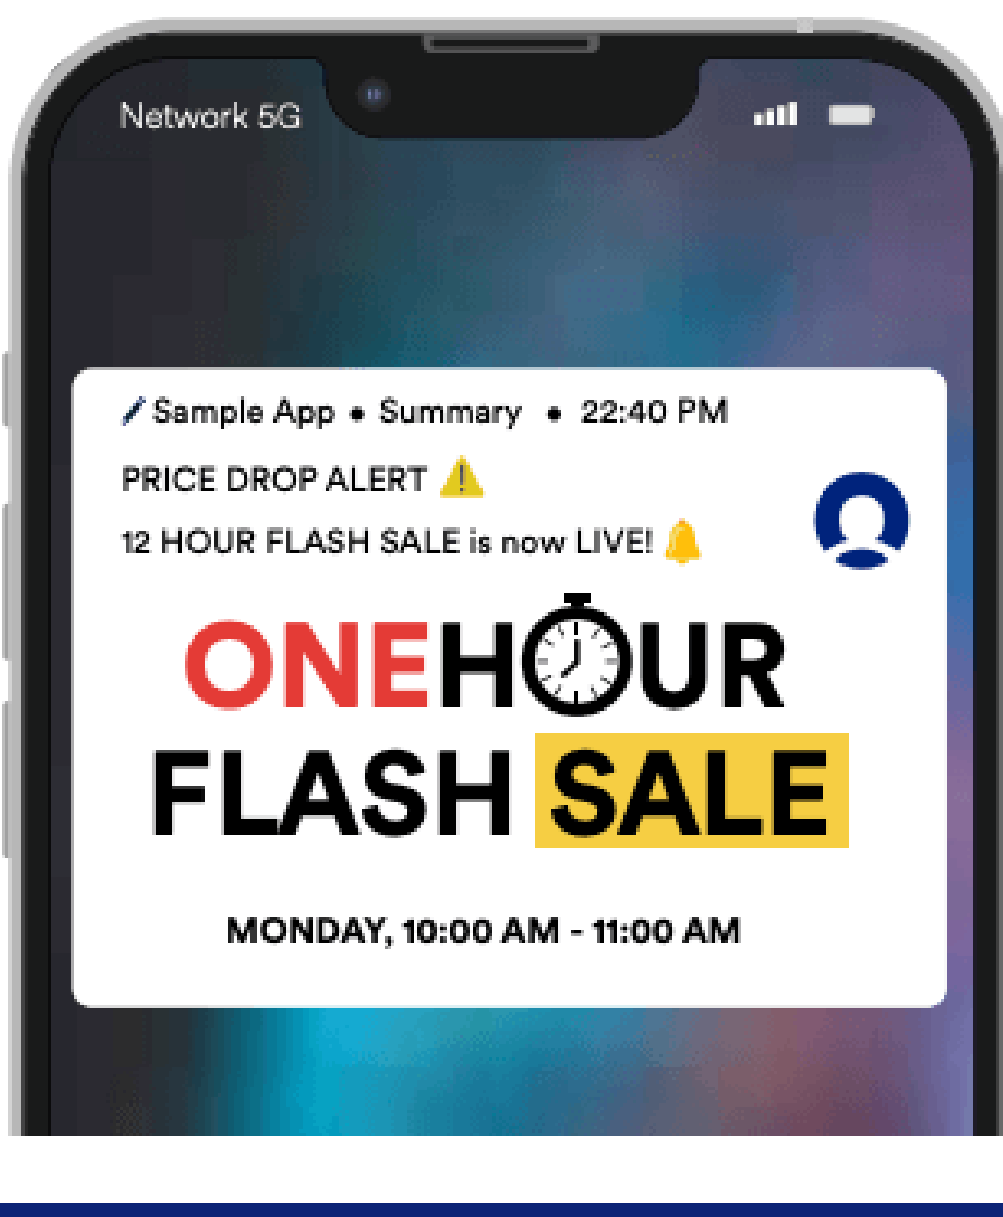 Network 5G
Sample App • Summary • 22:40 PM
PRICE DROP ALERT ⚠️
12 HOUR FLASH SALE is now LIVE! 🔔
ONEHOUR
FLASH SALE
MONDAY, 10:00 AM - 11:00 AM